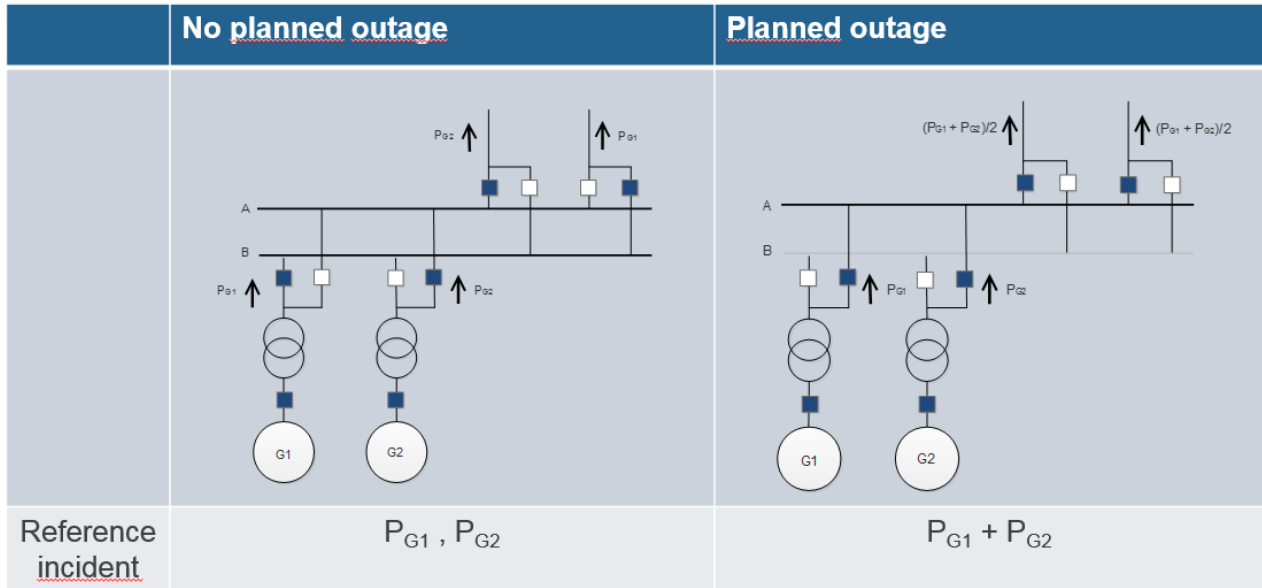 No planned outage
Planned outage
PG2
PG1
(PG1 + PG2)/2
(PG1 + PG2)/2
A
B
A
B
PG1
PG2
PG1
PG2
G1
G2
G1
G2
Reference
incident
PG1 , PG2
PG1 + PG2